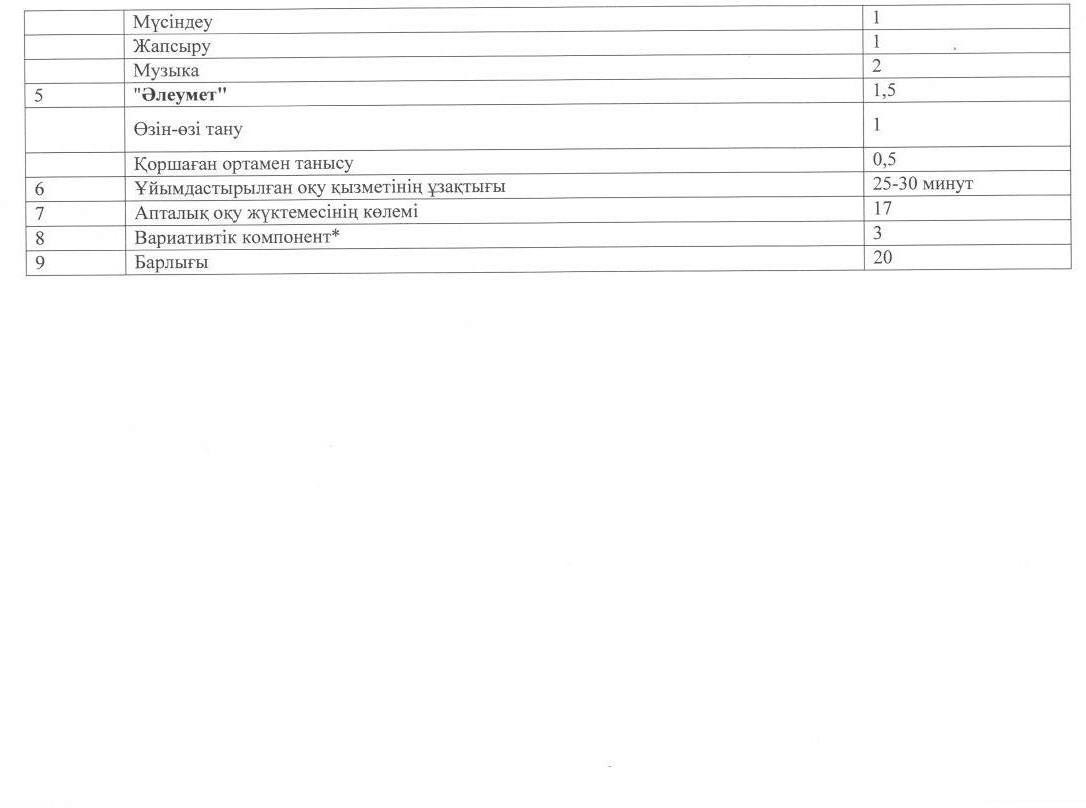 Мүсіндеу 1
Жапсыру 1
Музыка 2
5 "Әлеумет" 1,5
Өзін-өзі тану 1
Қоршаған ортамен танысу 0,5
6 Ұйымдастырылған оқу қызметінің ұзақтығы 25-30 минут
7 Апталық оқу жүктемесінің көлемі 17
8 Вариативтік компонент* 3
9 Барлығы 20